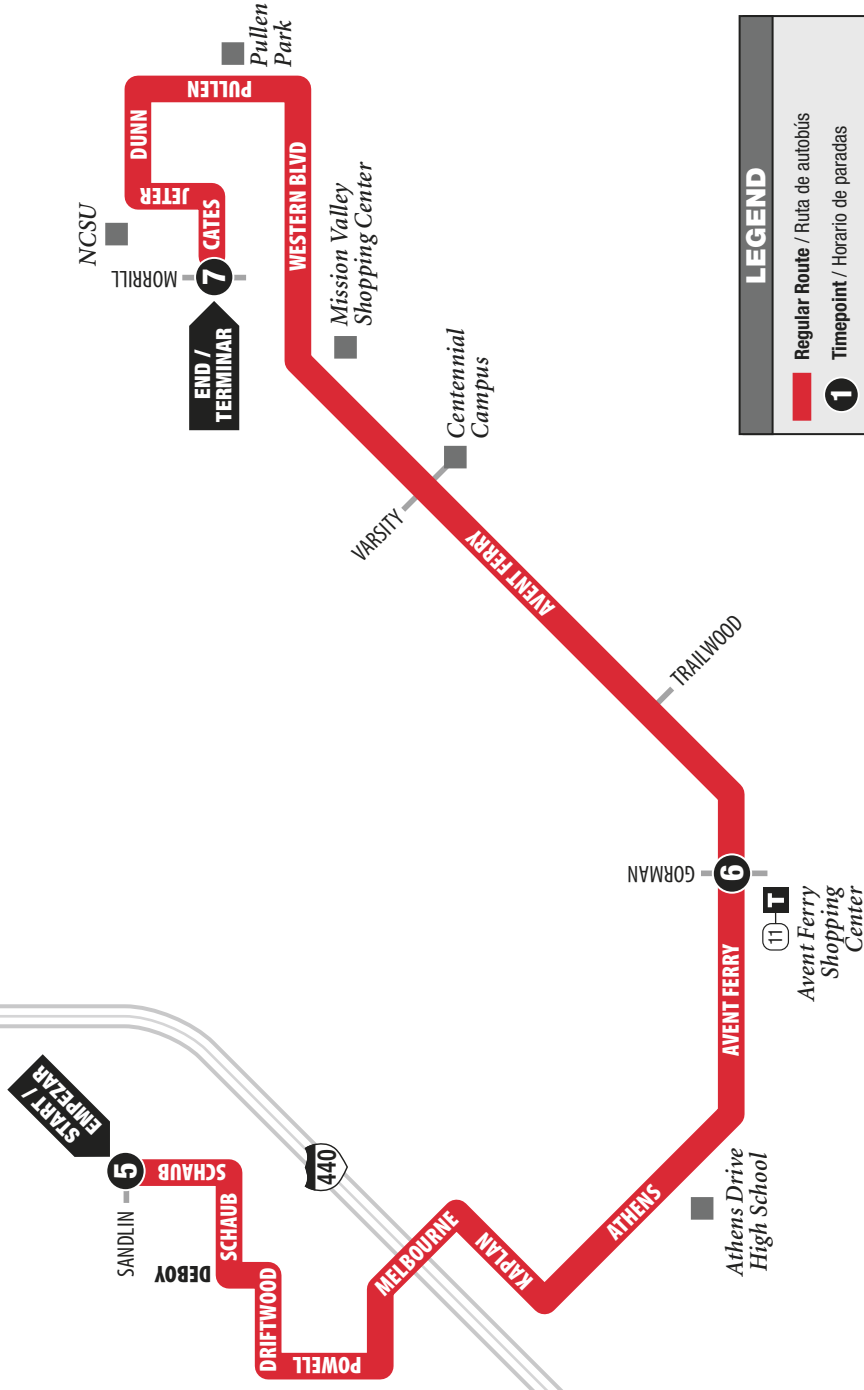 START /
EMPEZAR
5
SANDLIN
SCHAUB
SCHAUB
DEBOY
DRIFTWOOD
POWELL
MELBOURNE
440
KAPLAN
ATHENS
Athens Drive
High School
AVENT FERRY
GORMAN
6
11
T
Avent Ferry
Shopping
Center
TRAILWOOD
AVENT FERRY
VARSITY
Centennial
Campus
Mission Valley
Shopping Center
WESTERN BLVD
PULLEN
Pullen
Park
DUNN
JETER
CATES
NCSU
MORRILL
7
END /
TERMINAR
LEGEND
Regular Route / Ruta de autobús
1
Timepoint / Horario de paradas